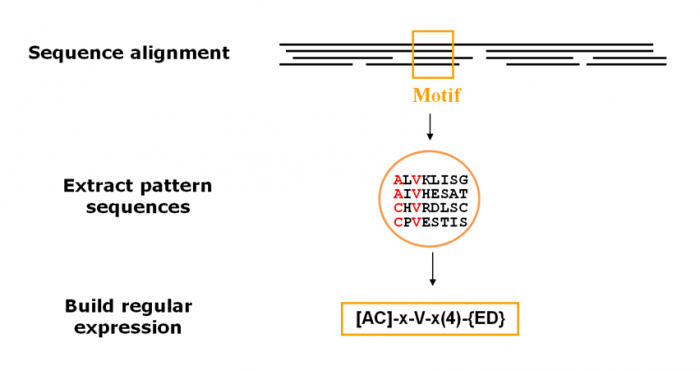 Sequence alignment
Motif
Extract pattern
sequences
ALVKLISG
AIVHESAT
CHVRDLSC
CPVESTIS
Build regular
expression
[AC]-x-V-x(4)-{ED}